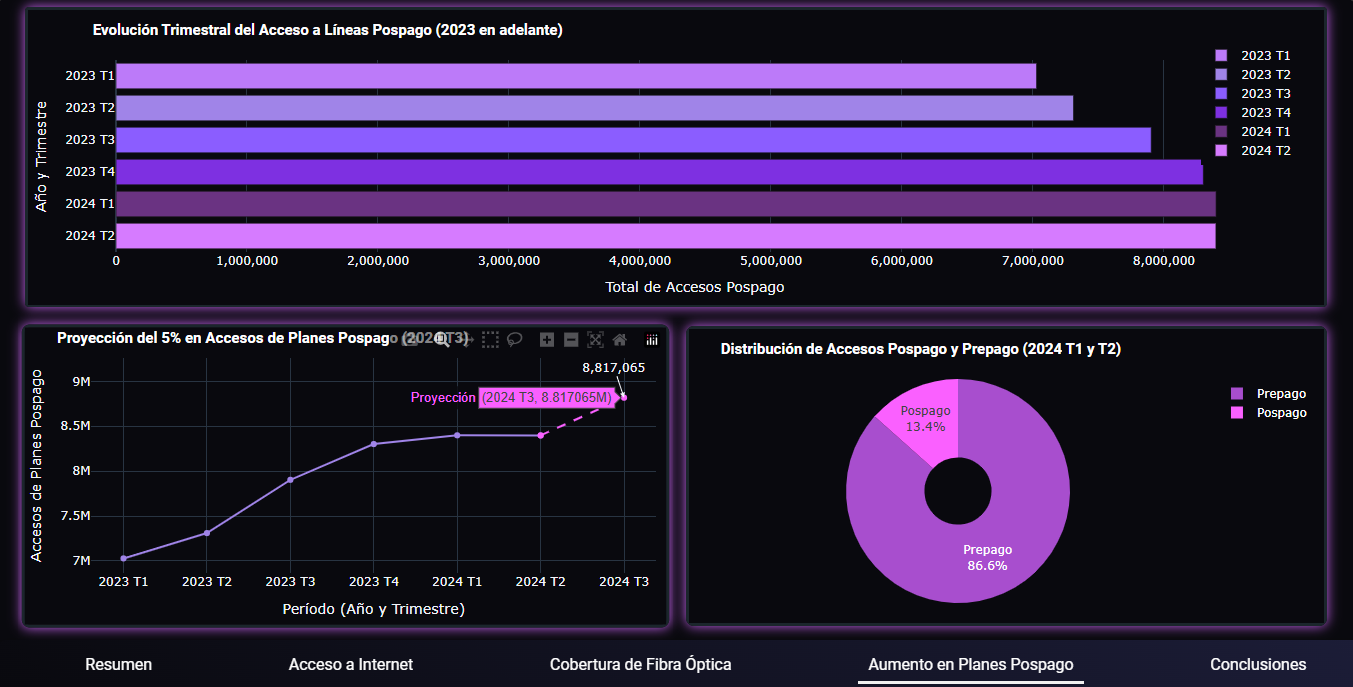 Evolución Trimestral del Acceso a Líneas Pospago (2023 en adelante)
Año y Trimestre
2023 T1
2023 T2
2023 T3
2023 T4
2024 T1
2024 T2
0 1,000,000 2,000,000 3,000,000 4,000,000 5,000,000 6,000,000 7,000,000 8,000,000
Total de Accesos Pospago
2023 T1
2023 T2
2023 T3
2023 T4
2024 T1
2024 T2
Proyección del 5% en Accesos de Planes Pospago (2024 T3)
Accesos de Planes Pospago
8,817,065
Proyección (2024 T3, 8.817065M)
9M
8.5M
8M
7.5M
7M
2023 T1 2023 T2 2023 T3 2023 T4 2024 T1 2024 T2 2024 T3
Período (Año y Trimestre)
Distribución de Accesos Pospago y Prepago (2024 T1 y T2)
Pospago
13.4%
Prepago
86.6%
Prepago
Pospago
Resumen Acceso a Internet Cobertura de Fibra Óptica Aumento en Planes Pospago Conclusiones